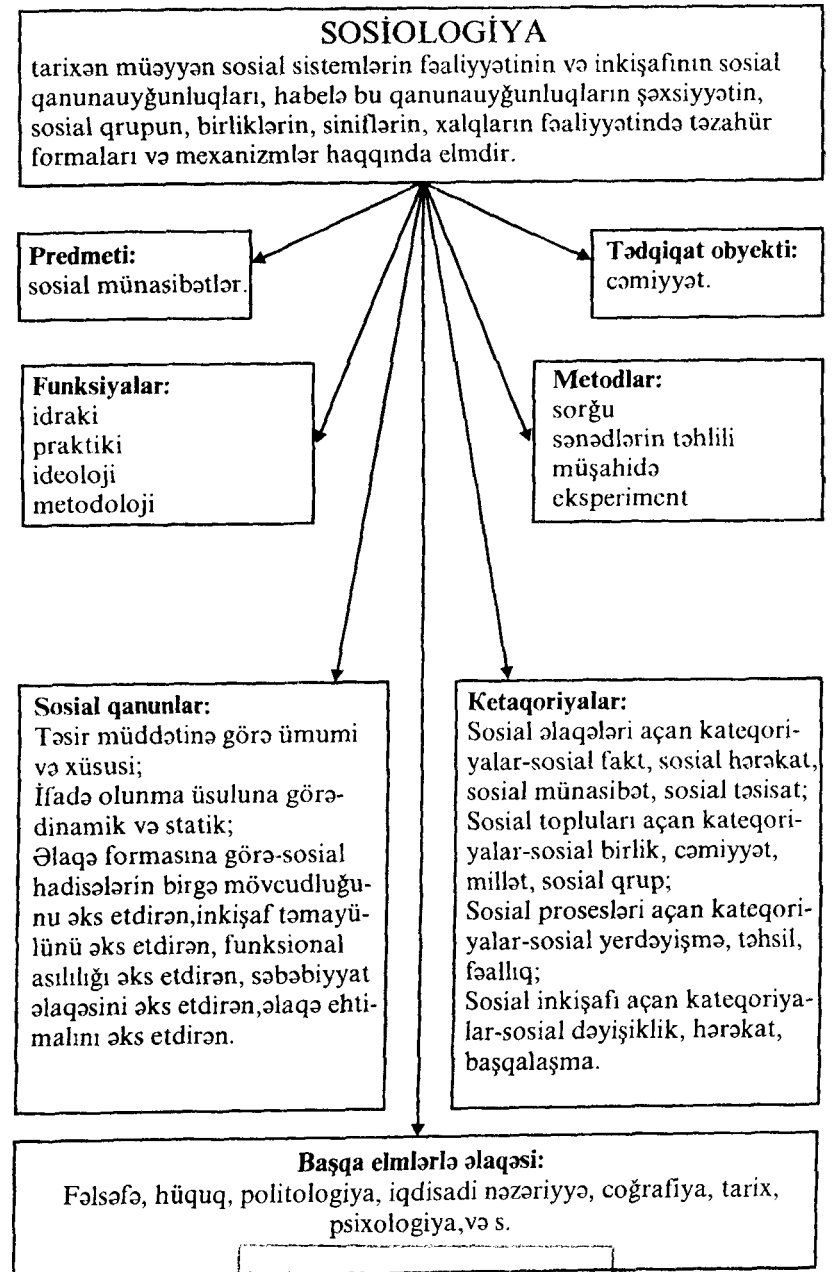 SOSİOLOGİYA
tarixən müəyyən sosial sistemlərin fəaliyyətinin və inkişafının sosial
qanunauyğunluqları, habelə bu qanunauyğunluqların şəxsiyyətin,
sosial qrupun, birliklərin, siniflərin, xalqların fəaliyyətində təzahür
formaları və mexanizmlər haqqında elmdir.
Predmeti:
sosial münasibətlər.
Tədqiqat obyekti:
cəmiyyət.
Funksiyalar:
idraki
praktiki
ideoloji
metodoloji
Metodlar:
sorğu
sənədlərin təhlili
müşahidə
eksperiment
Sosial qanunlar:
Təsir müddətinə görə ümumi
və xüsusi;
İfadə olunma üsuluna görə-
dinamik və statik;
Əlaqə formasına görə-sosial
hadisələrin birgə mövcudluğu-
nu əks etdirən,inkişaf təmayü-
lünü əks etdirən, funksional
asılılığı əks etdirən, səbəbiyyət
əlaqəsini əks etdirən,əlaqə ehti-
malını əks etdirən.
Ketaqoriyalar:
Sosial əlaqələri açan kateqori-
yalar-sosial fakt, sosial hərəkat,
sosial münasibət, sosial təsisat;
Sosial topluları açan kateqori-
yalar-sosial birlik, cəmiyyət,
millət, sosial qrup;
Sosial prosesləri açan kateqori-
yalar-sosial yerdəyişmə, təhsil,
fəallıq;
Sosial inkişafı açan kateqoriya-
lar-sosial dəyişiklik, hərəkat,
başqalaşma.
Başqa elmlərlə əlaqəsi:
Fəlsəfə, hüquq, politologiya, iqdisadi nəzəriyyə, coğrafiya, tarix,
psixologiya,və s.